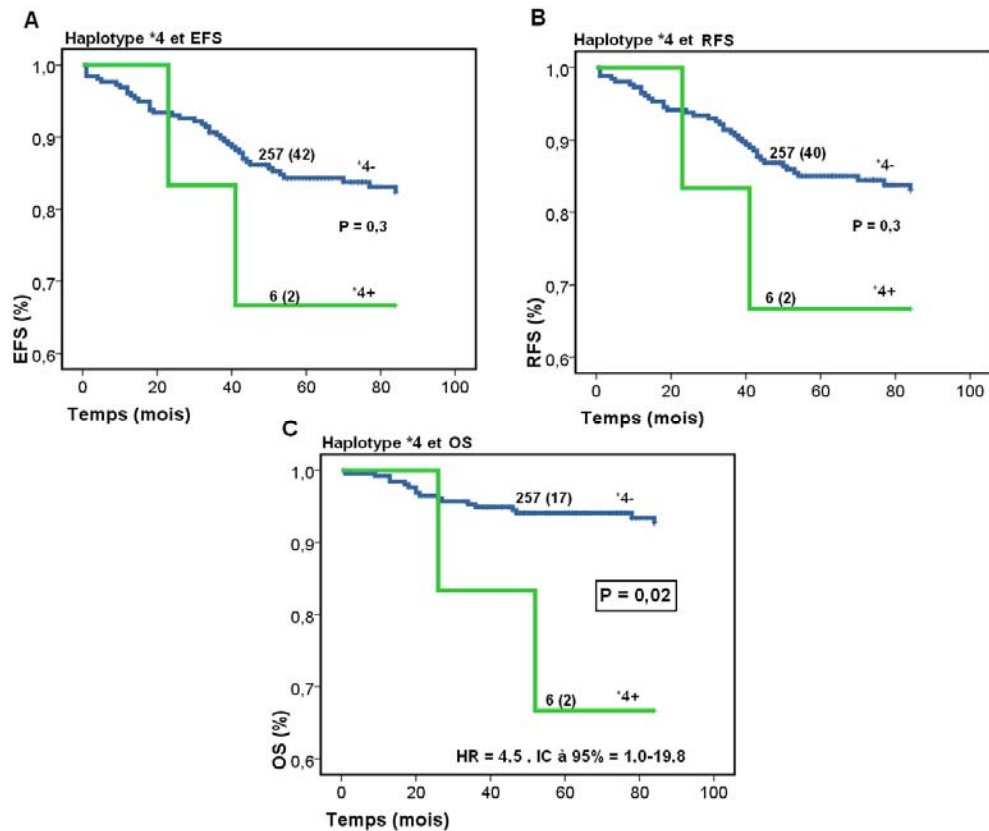 A
Haplotype *4 et EFS
1,0
0,9
0,8
0,7
0,6
EFS (%)
257 (42)
*4-
P = 0,3
6 (2)
*4+
0 20 40 60 80 100
Temps (mois)
B
Haplotype *4 et RFS
1,0
0,9
0,8
0,7
0,6
RFS (%)
257 (40)
*4-
P = 0,3
6 (2)
*4+
0 20 40 60 80 100
Temps (mois)
C
Haplotype *4 et OS
1,0
0,9
0,8
0,7
0,6
OS (%)
257 (17)
*4-
P = 0,02
6 (2)
*4+
HR = 4.5 . IC à 95% = 1.0-19.8
0 20 40 60 80 100
Temps (mois)